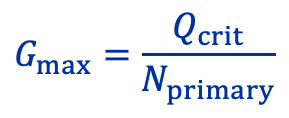 G_max = Q_crit / N_primary